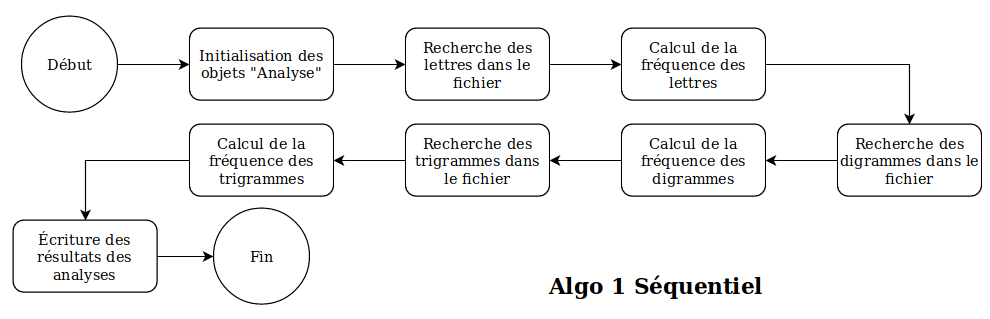 Début
Initialisation des
objets "Analyse"
Recherche des
lettres dans le
fichier
Calcul de la
fréquence des
lettres
Recherche des
digrammes dans le
fichier
Calcul de la
fréquence des
digrammes
Recherche des
trigrammes dans
le fichier
Calcul de la
fréquence des
trigrammes
Écriture des
résultats des
analyses
Fin
Algo 1 Séquentiel